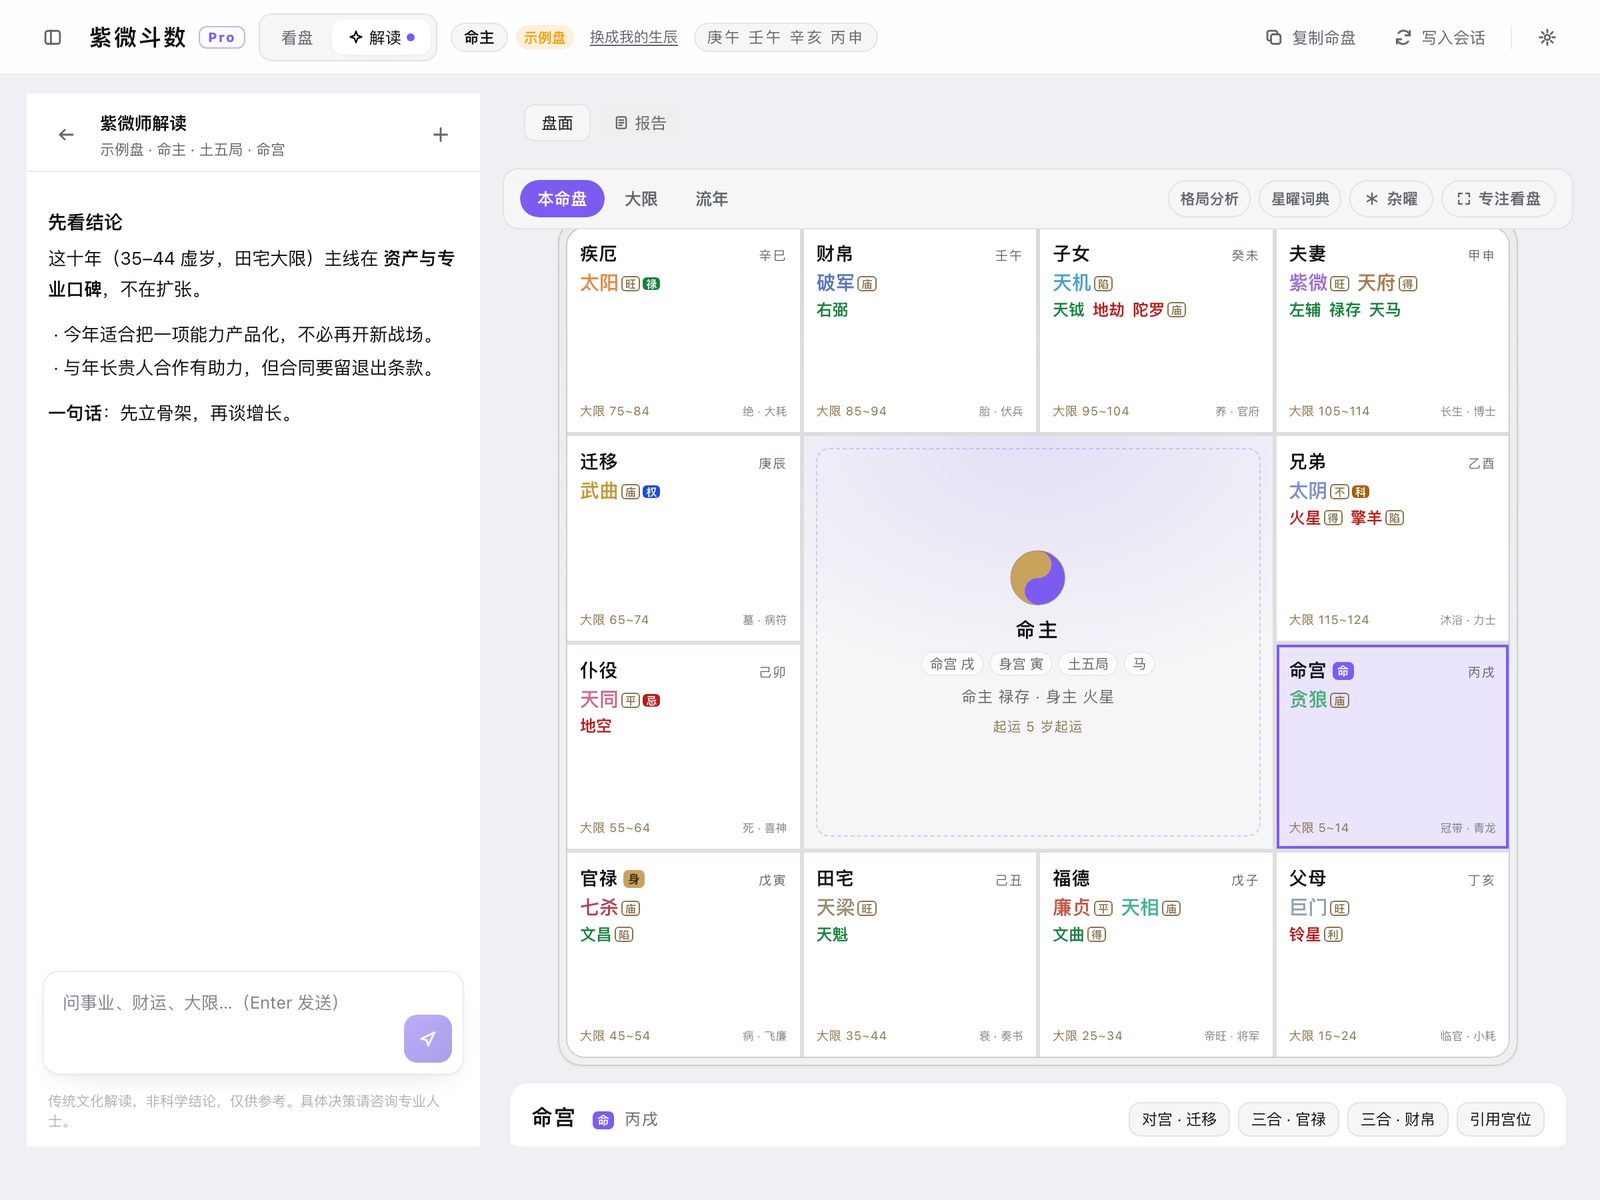 紫微斗数 Pro 看盘 解读 命主 示例盘 换成我的生辰 庚午 壬午 辛亥 丙申 复制命盘 写入会话
紫微师解读
示例盘 · 命主 · 土五局 · 命宫
先看结论
这十年（35–44 虚岁，田宅大限）主线在 资产与专
业口碑，不在扩张。
· 今年适合把一项能力产品化，不必再开新战场。
· 与年长贵人合作有助力，但合同要留退出条款。
一句话：先立骨架，再谈增长。
问事业、财运、大限...（Enter 发送）
传统文化解读，非科学结论，仅供参考。具体决策请咨询专业人
士。
盘面 报告
本命盘 大限 流年 格局分析 星曜词典 杂曜 专注看盘
疾厄 辛巳
太阳 旺 禄
大限 75~84 绝 · 大耗
财帛 壬午
破军 庙
右弼
大限 85~94 胎 · 伏兵
子女 癸未
天机 陷
天钺 地劫 陀罗 庙
大限 95~104 养 · 官府
夫妻 甲申
紫微 旺 天府 得
左辅 禄存 天马
大限 105~114 长生 · 博士
迁移 庚辰
武曲 庙 权
大限 65~74 墓 · 病符
命主
命宫 戌 身宫 寅 土五局 马
命主 禄存 · 身主 火星
起运 5 岁起运
兄弟 乙酉
太阴 不 科
火星 得 擎羊 陷
大限 115~124 沐浴 · 力士
仆役 己卯
天同 平 忌
地空
大限 55~64 死 · 喜神
命宫 命 丙戌
贪狼 庙
大限 5~14 冠带 · 青龙
官禄 身 戊寅
七杀 庙
文昌 陷
大限 45~54 病 · 飞廉
田宅 己丑
天梁 旺
天魁
大限 35~44 衰 · 奏书
福德 戊子
廉贞 平 天相 庙
文曲 得
大限 25~34 帝旺 · 将军
父母 丁亥
巨门 旺
铃星 利
大限 15~24 临官 · 小耗
命宫 命 丙戌 对宫 · 迁移 三合 · 官禄 三合 · 财帛 引用宫位